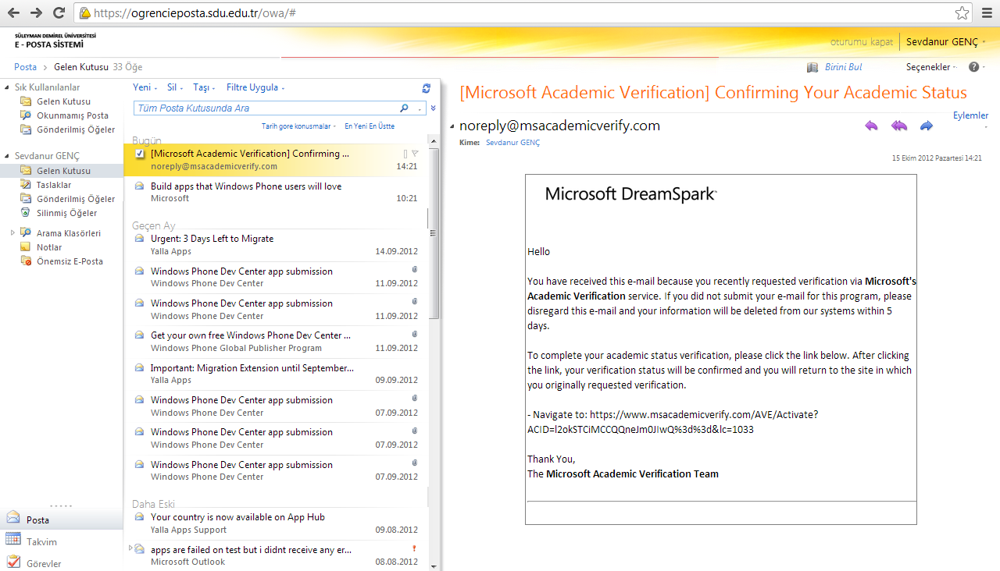 https://ogrencieposta.sdu.edu.tr/owa/#
SÜLEYMAN DEMİREL ÜNİVERSİTESİ
E - POSTA SİSTEMİ
oturumu kapat Sevdanur GENÇ
Posta > Gelen Kutusu 33 Öğe
Birini Bul Seçenekler ?
Sık Kullanılanlar
Gelen Kutusu
Okunmamış Posta
Gönderilmiş Öğeler
Sevdanur GENÇ
Gelen Kutusu
Taslaklar
Gönderilmiş Öğeler
Silinmiş Öğeler
Arama Klasörleri
Notlar
Önemsiz E-Posta
Posta
Takvim
Görevler
Yeni Sil Taşı Filtre Uygula
Tüm Posta Kutusunda Ara
Tarih gore konusmalar En Yeni En Üstte
Bugün
[Microsoft Academic Verification] Confirming ...
noreply@msacademicverify.com 14:21
Build apps that Windows Phone users will love
Microsoft 10:21
Geçen Ay
Urgent: 3 Days Left to Migrate
Yalla Apps 14.09.2012
Windows Phone Dev Center app submission
Windows Phone Dev Center 11.09.2012
Windows Phone Dev Center app submission
Windows Phone Dev Center 11.09.2012
Get your own free Windows Phone Dev Center ...
Windows Phone Global Publisher Program 11.09.2012
Important: Migration Extension until September...
Yalla Apps 09.09.2012
Windows Phone Dev Center app submission
Windows Phone Dev Center 07.09.2012
Windows Phone Dev Center app submission
Windows Phone Dev Center 07.09.2012
Windows Phone Dev Center app submission
Windows Phone Dev Center 07.09.2012
Daha Eski
Your country is now available on App Hub
Yalla Apps Support 09.08.2012
apps are failed on test but i didnt receive any er...
Microsoft Outlook 08.08.2012
[Microsoft Academic Verification] Confirming Your Academic Status
Eylemler
noreply@msacademicverify.com
Kime: Sevdanur GENÇ
15 Ekim 2012 Pazartesi 14:21
Microsoft DreamSpark™
Hello
You have received this e-mail because you recently requested verification via Microsoft's
Academic Verification service. If you did not submit your e-mail for this program, please
disregard this e-mail and your information will be deleted from our systems within 5
days.
To complete your academic status verification, please click the link below. After clicking
the link, your verification status will be confirmed and you will return to the site in which
you originally requested verification.
- Navigate to: https://www.msacademicverify.com/AVE/Activate?
ACID=l2okSTCiMCCQQneJm0JIwQ%3d%3d&lc=1033
Thank You,
The Microsoft Academic Verification Team